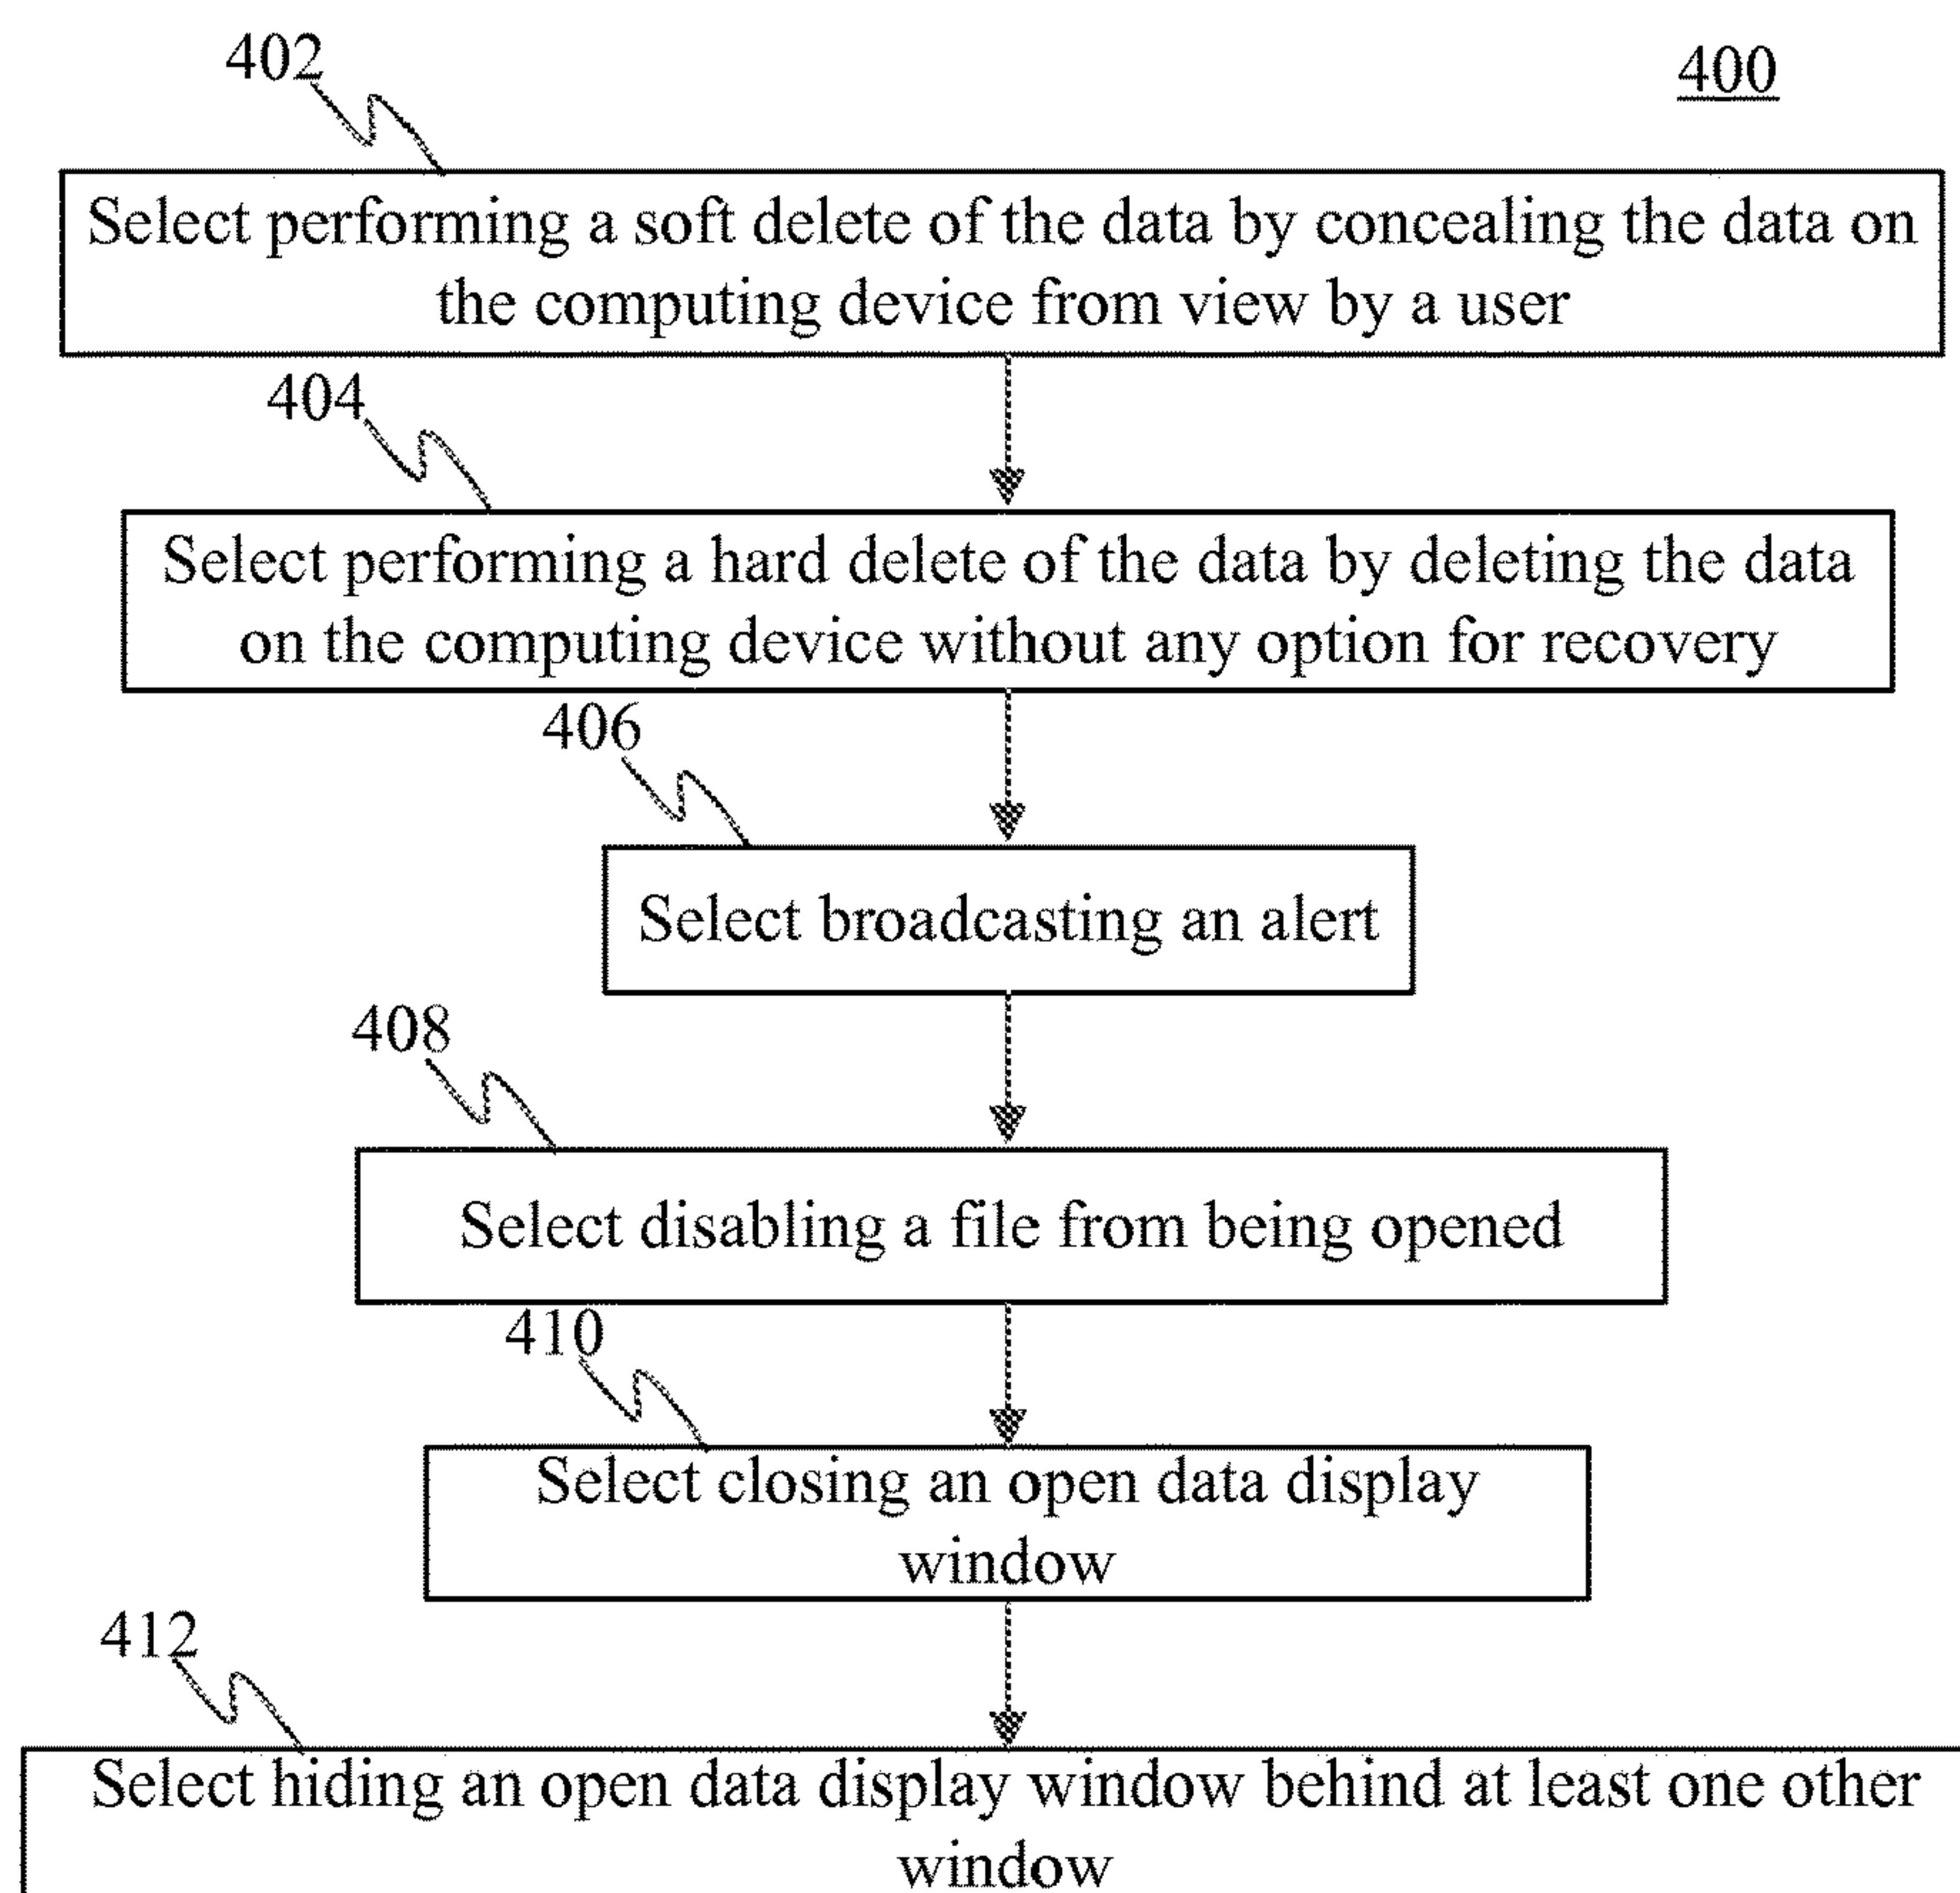 402
400
Select performing a soft delete of the data by concealing the data on
the computing device from view by a user
404
Select performing a hard delete of the data by deleting the data
on the computing device without any option for recovery
406
Select broadcasting an alert
408
Select disabling a file from being opened
410
Select closing an open data display
window
412
Select hiding an open data display window behind at least one other
window